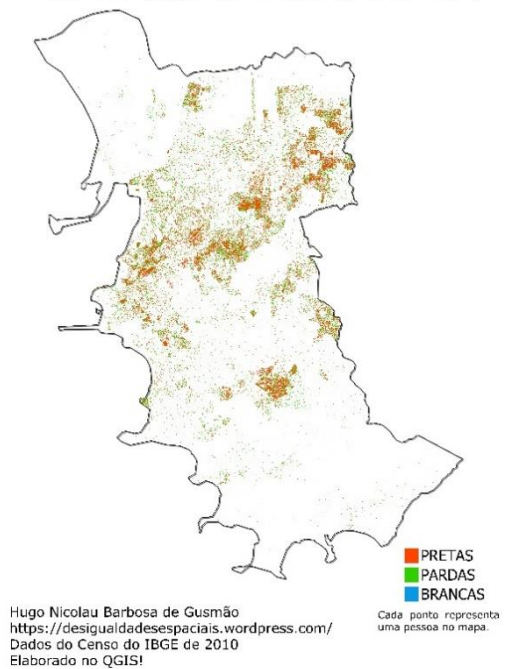 PRETAS
PARDAS
BRANCAS
Cada ponto representa
uma pessoa no mapa.
Hugo Nicolau Barbosa de Gusmão
https://desigualdadesespaciais.wordpress.com/
Dados do Censo do IBGE de 2010
Elaborado no QGIS!